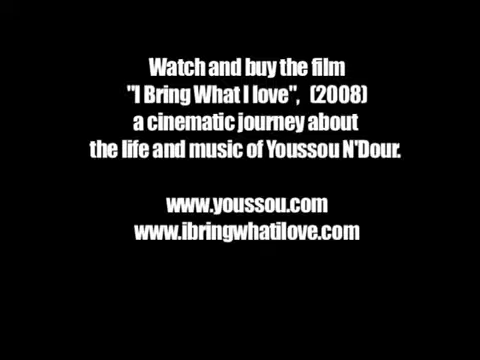 Watch and buy the film
"I Bring What I love", (2008)
a cinematic journey about
the life and music of Youssou N'Dour.
www.youssou.com
www.ibringwhatilove.com